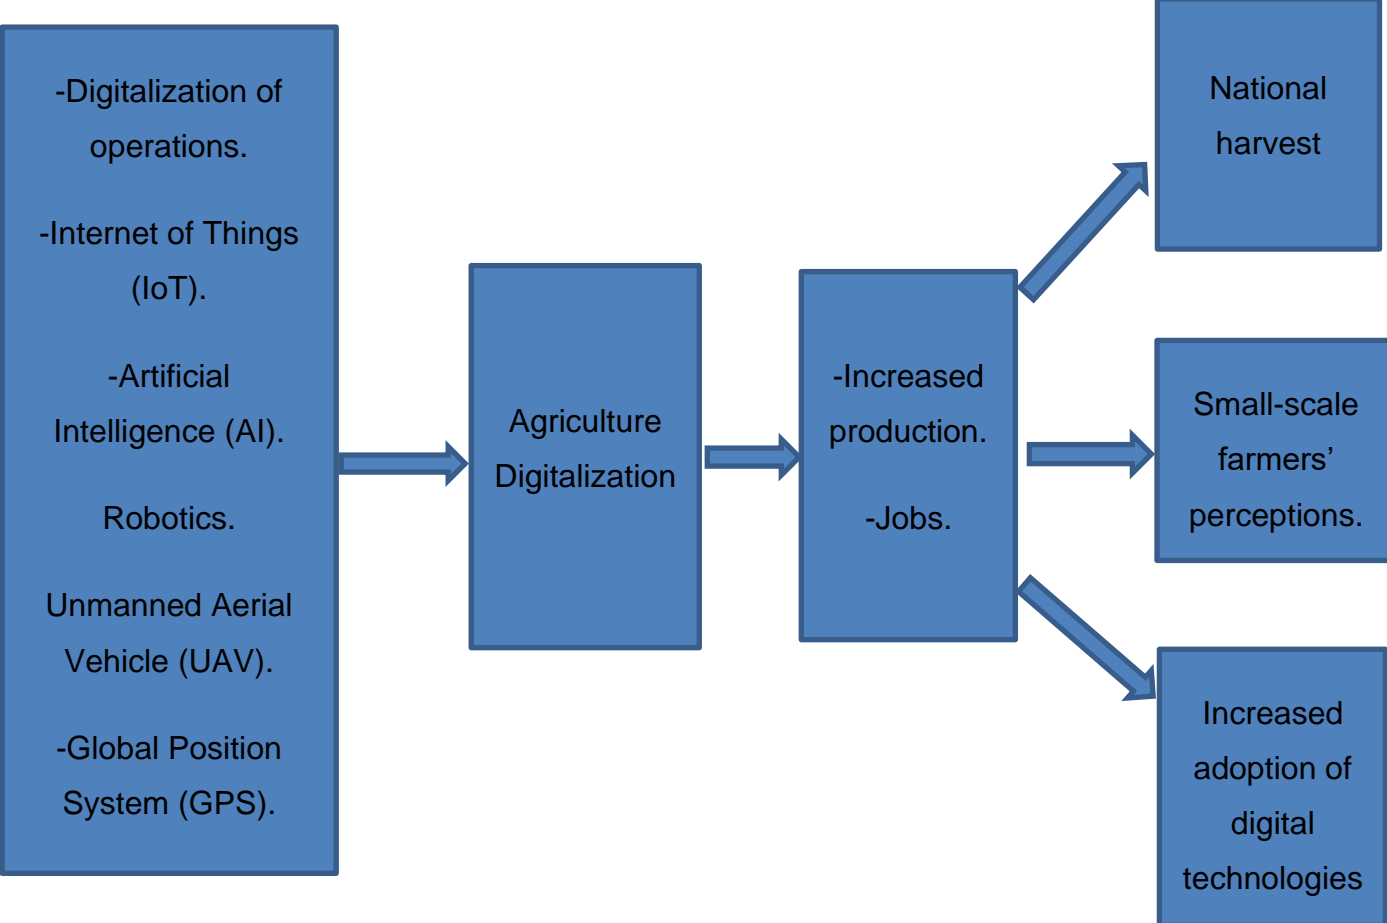 -Digitalization of
operations.
-Internet of Things
(IoT).
-Artificial
Intelligence (AI).
Robotics.
Unmanned Aerial
Vehicle (UAV).
-Global Position
System (GPS).
Agriculture
Digitalization
-Increased
production.
-Jobs.
National
harvest
Small-scale
farmers’
perceptions.
Increased
adoption of
digital
technologies